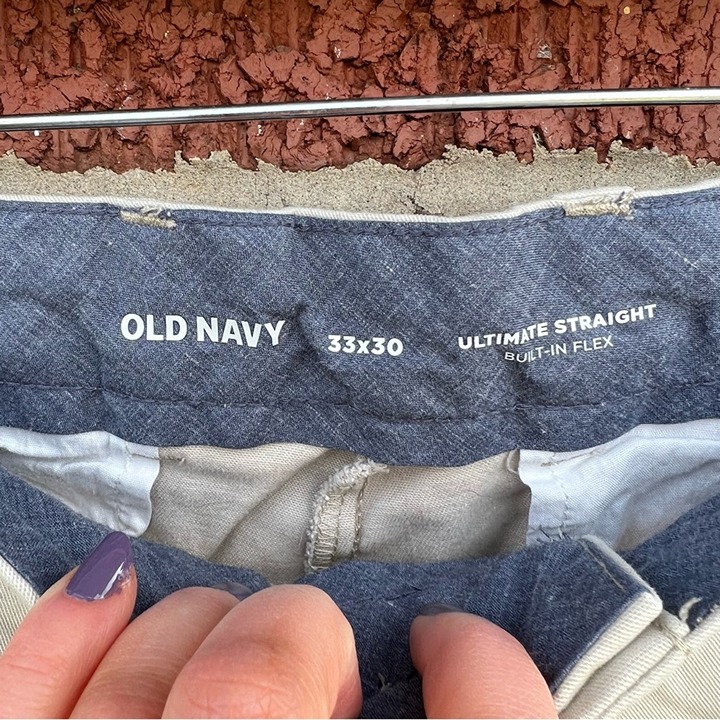 OLD NAVY
33x30
ULTIMATE STRAIGHT
BUILT-IN FLEX